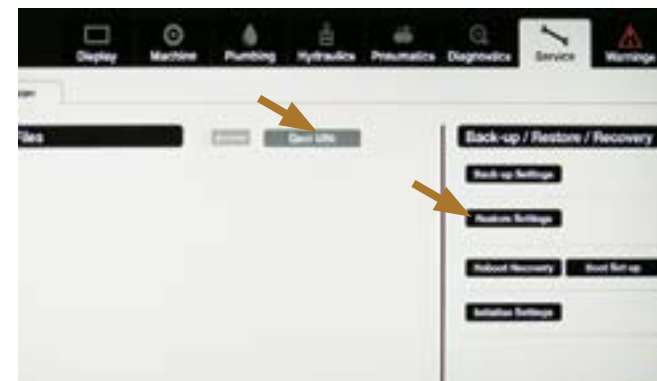 Display Machine Plumbing Hydraulics Pneumatics Diagnostics Service Warnings
Files Back-up / Restore / Recovery
Back-up Settings
Restore Settings
Reboot Recovery Boot Set-up
Initialise Settings